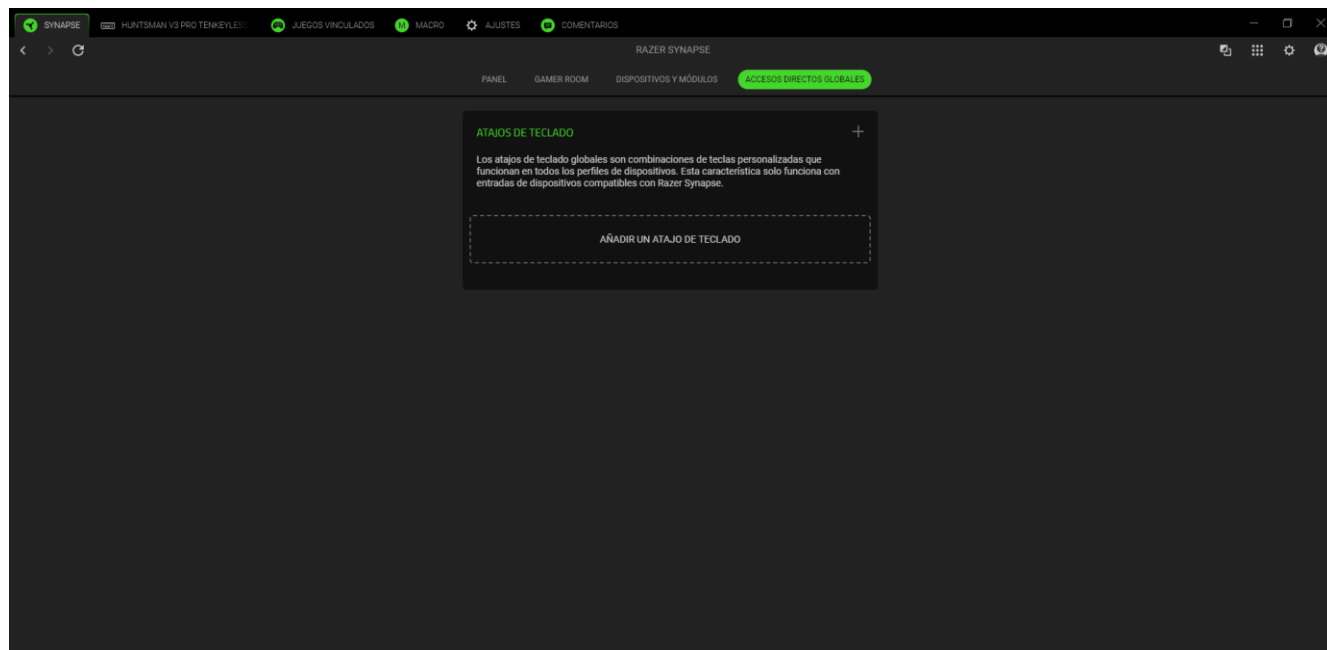 SYNAPSE HUNTSMAN V3 PRO TENKEYLESS JUEGOS VINCULADOS M MACRO AJUSTES COMENTARIOS
RAZER SYNAPSE
PANEL GAMER ROOM DISPOSITIVOS Y MÓDULOS ACCESOS DIRECTOS GLOBALES
ATAJOS DE TECLADO
Los atajos de teclado globales son combinaciones de teclas personalizadas que
funcionan en todos los perfiles de dispositivos. Esta característica solo funciona con
entradas de dispositivos compatibles con Razer Synapse.
AÑADIR UN ATAJO DE TECLADO